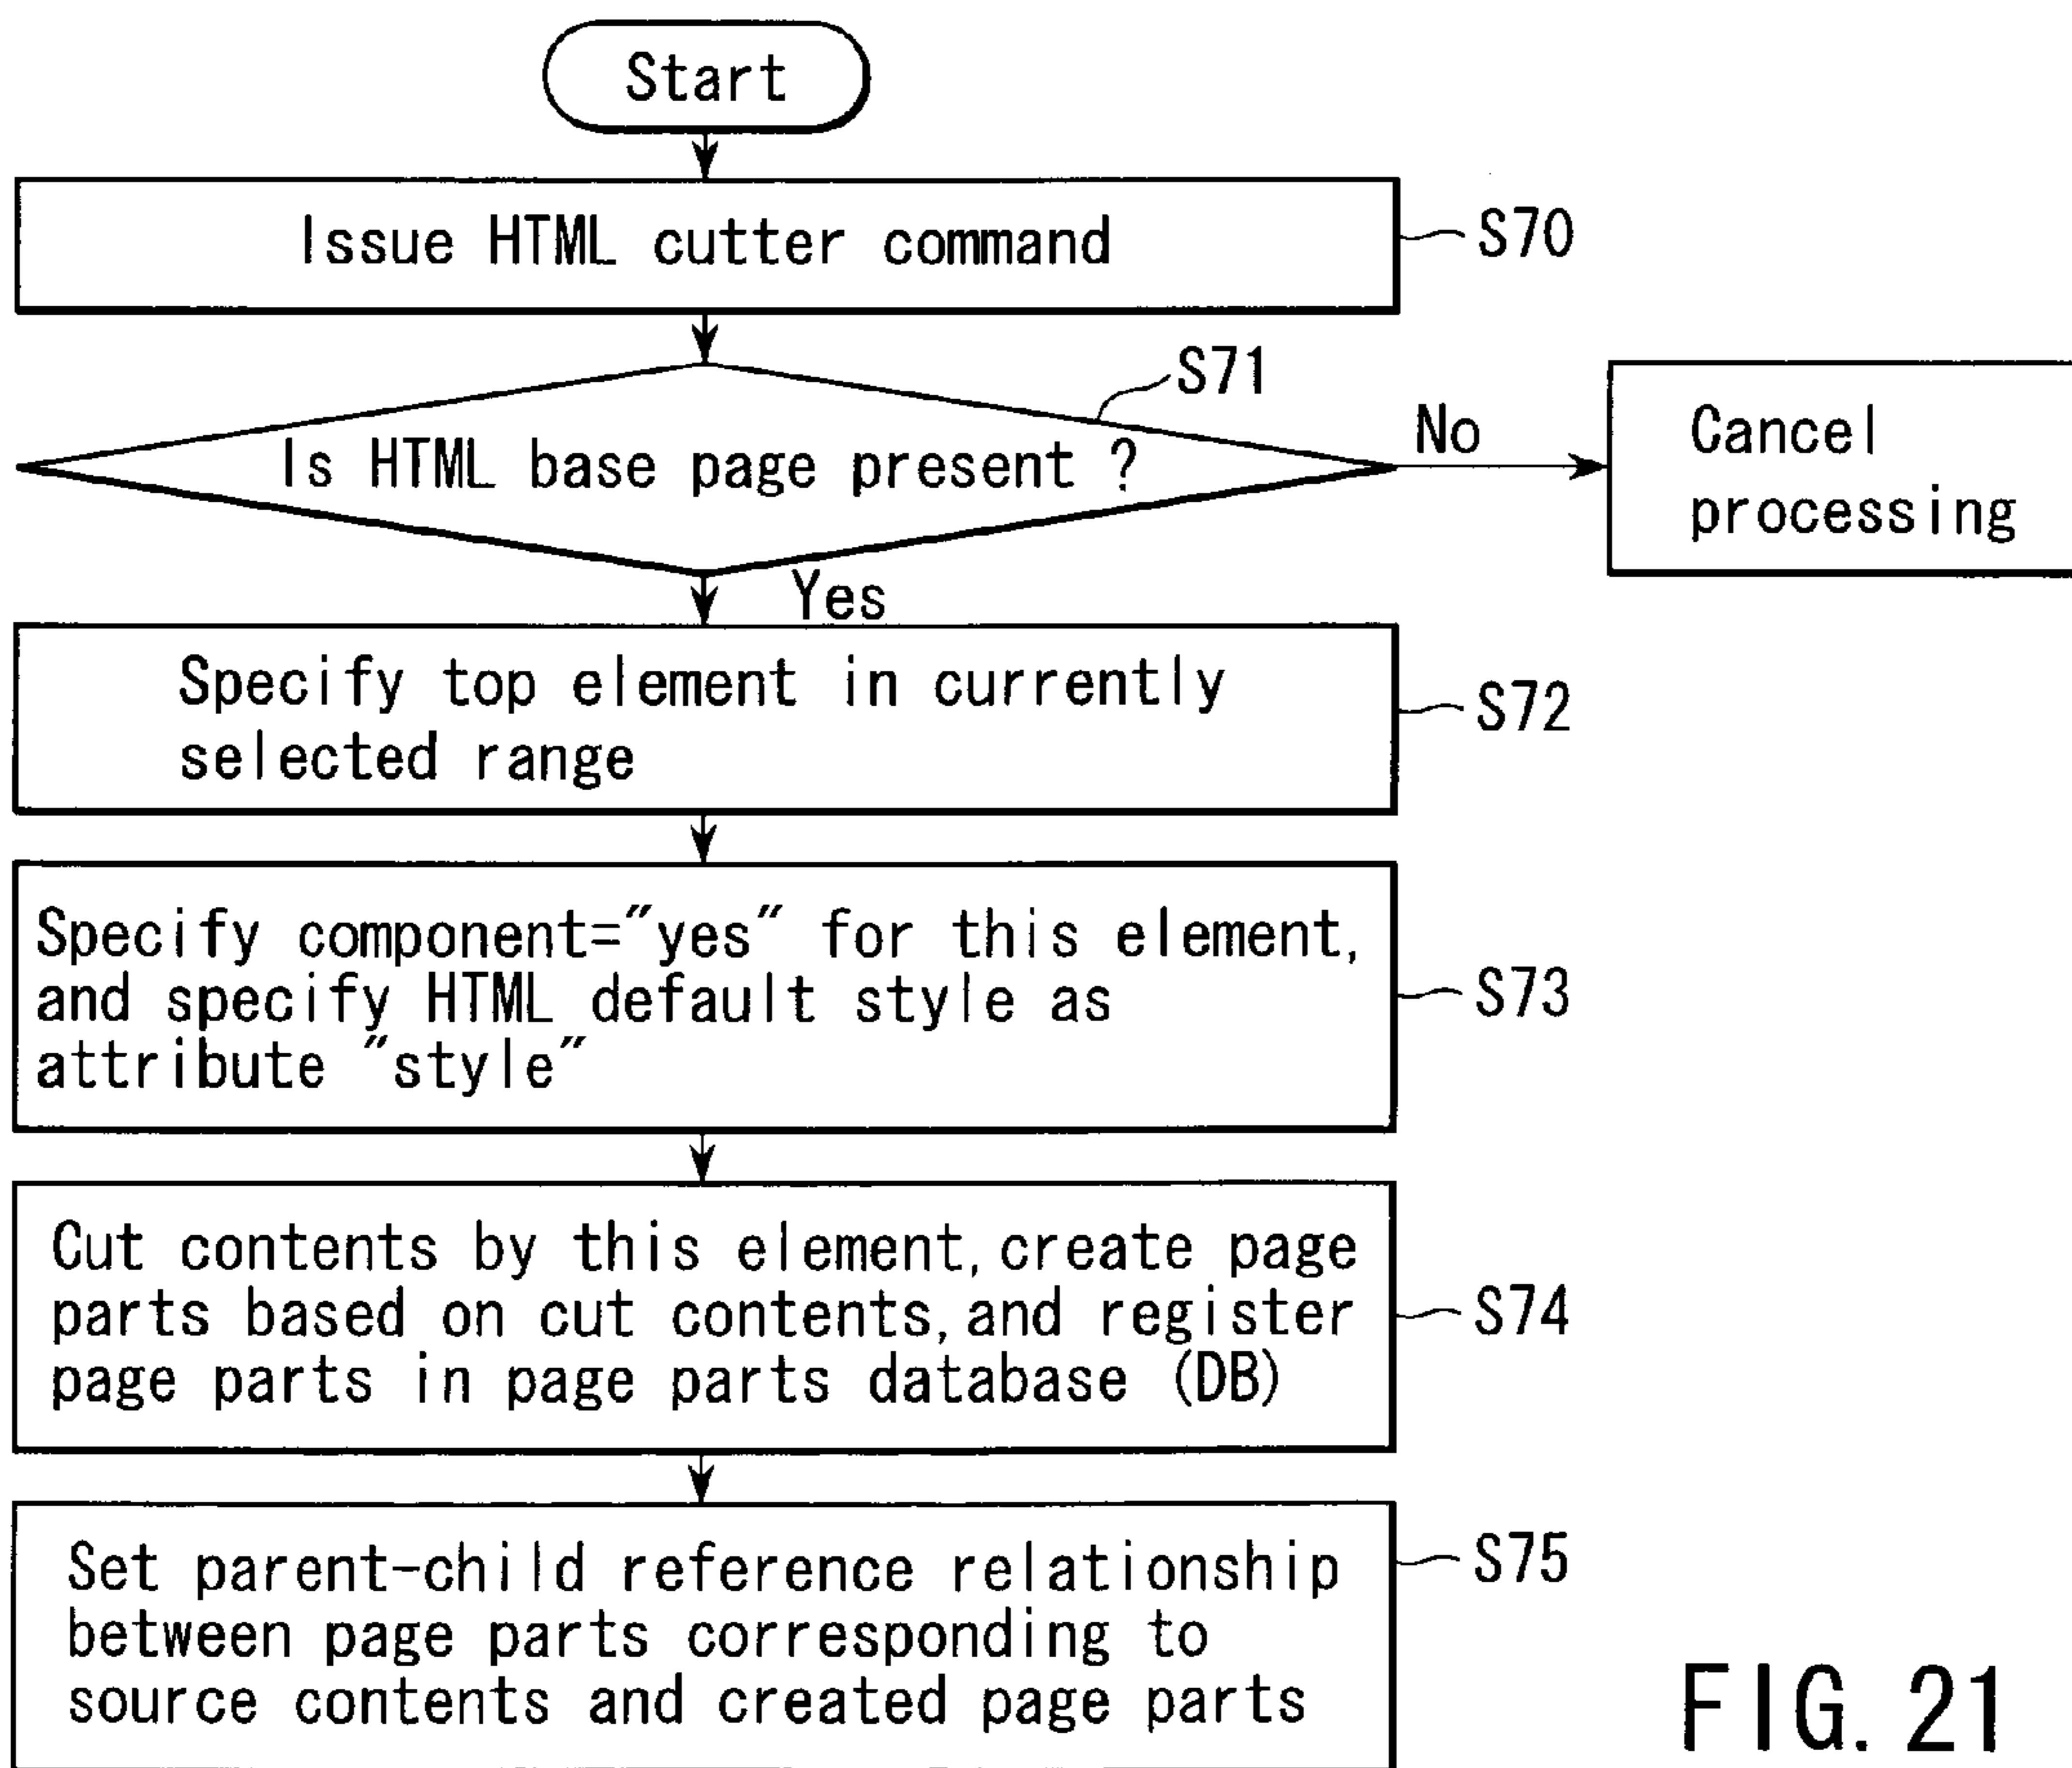 Start
Issue HTML cutter command
S70
S71
Is HTML base page present ?
No
Cancel
processing
Yes
Specify top element in currently
selected range
S72
Specify component="yes" for this element,
and specify HTML default style as
attribute "style"
S73
Cut contents by this element, create page
parts based on cut contents, and register
page parts in page parts database (DB)
S74
Set parent-child reference relationship
between page parts corresponding to
source contents and created page parts
S75
FIG. 21